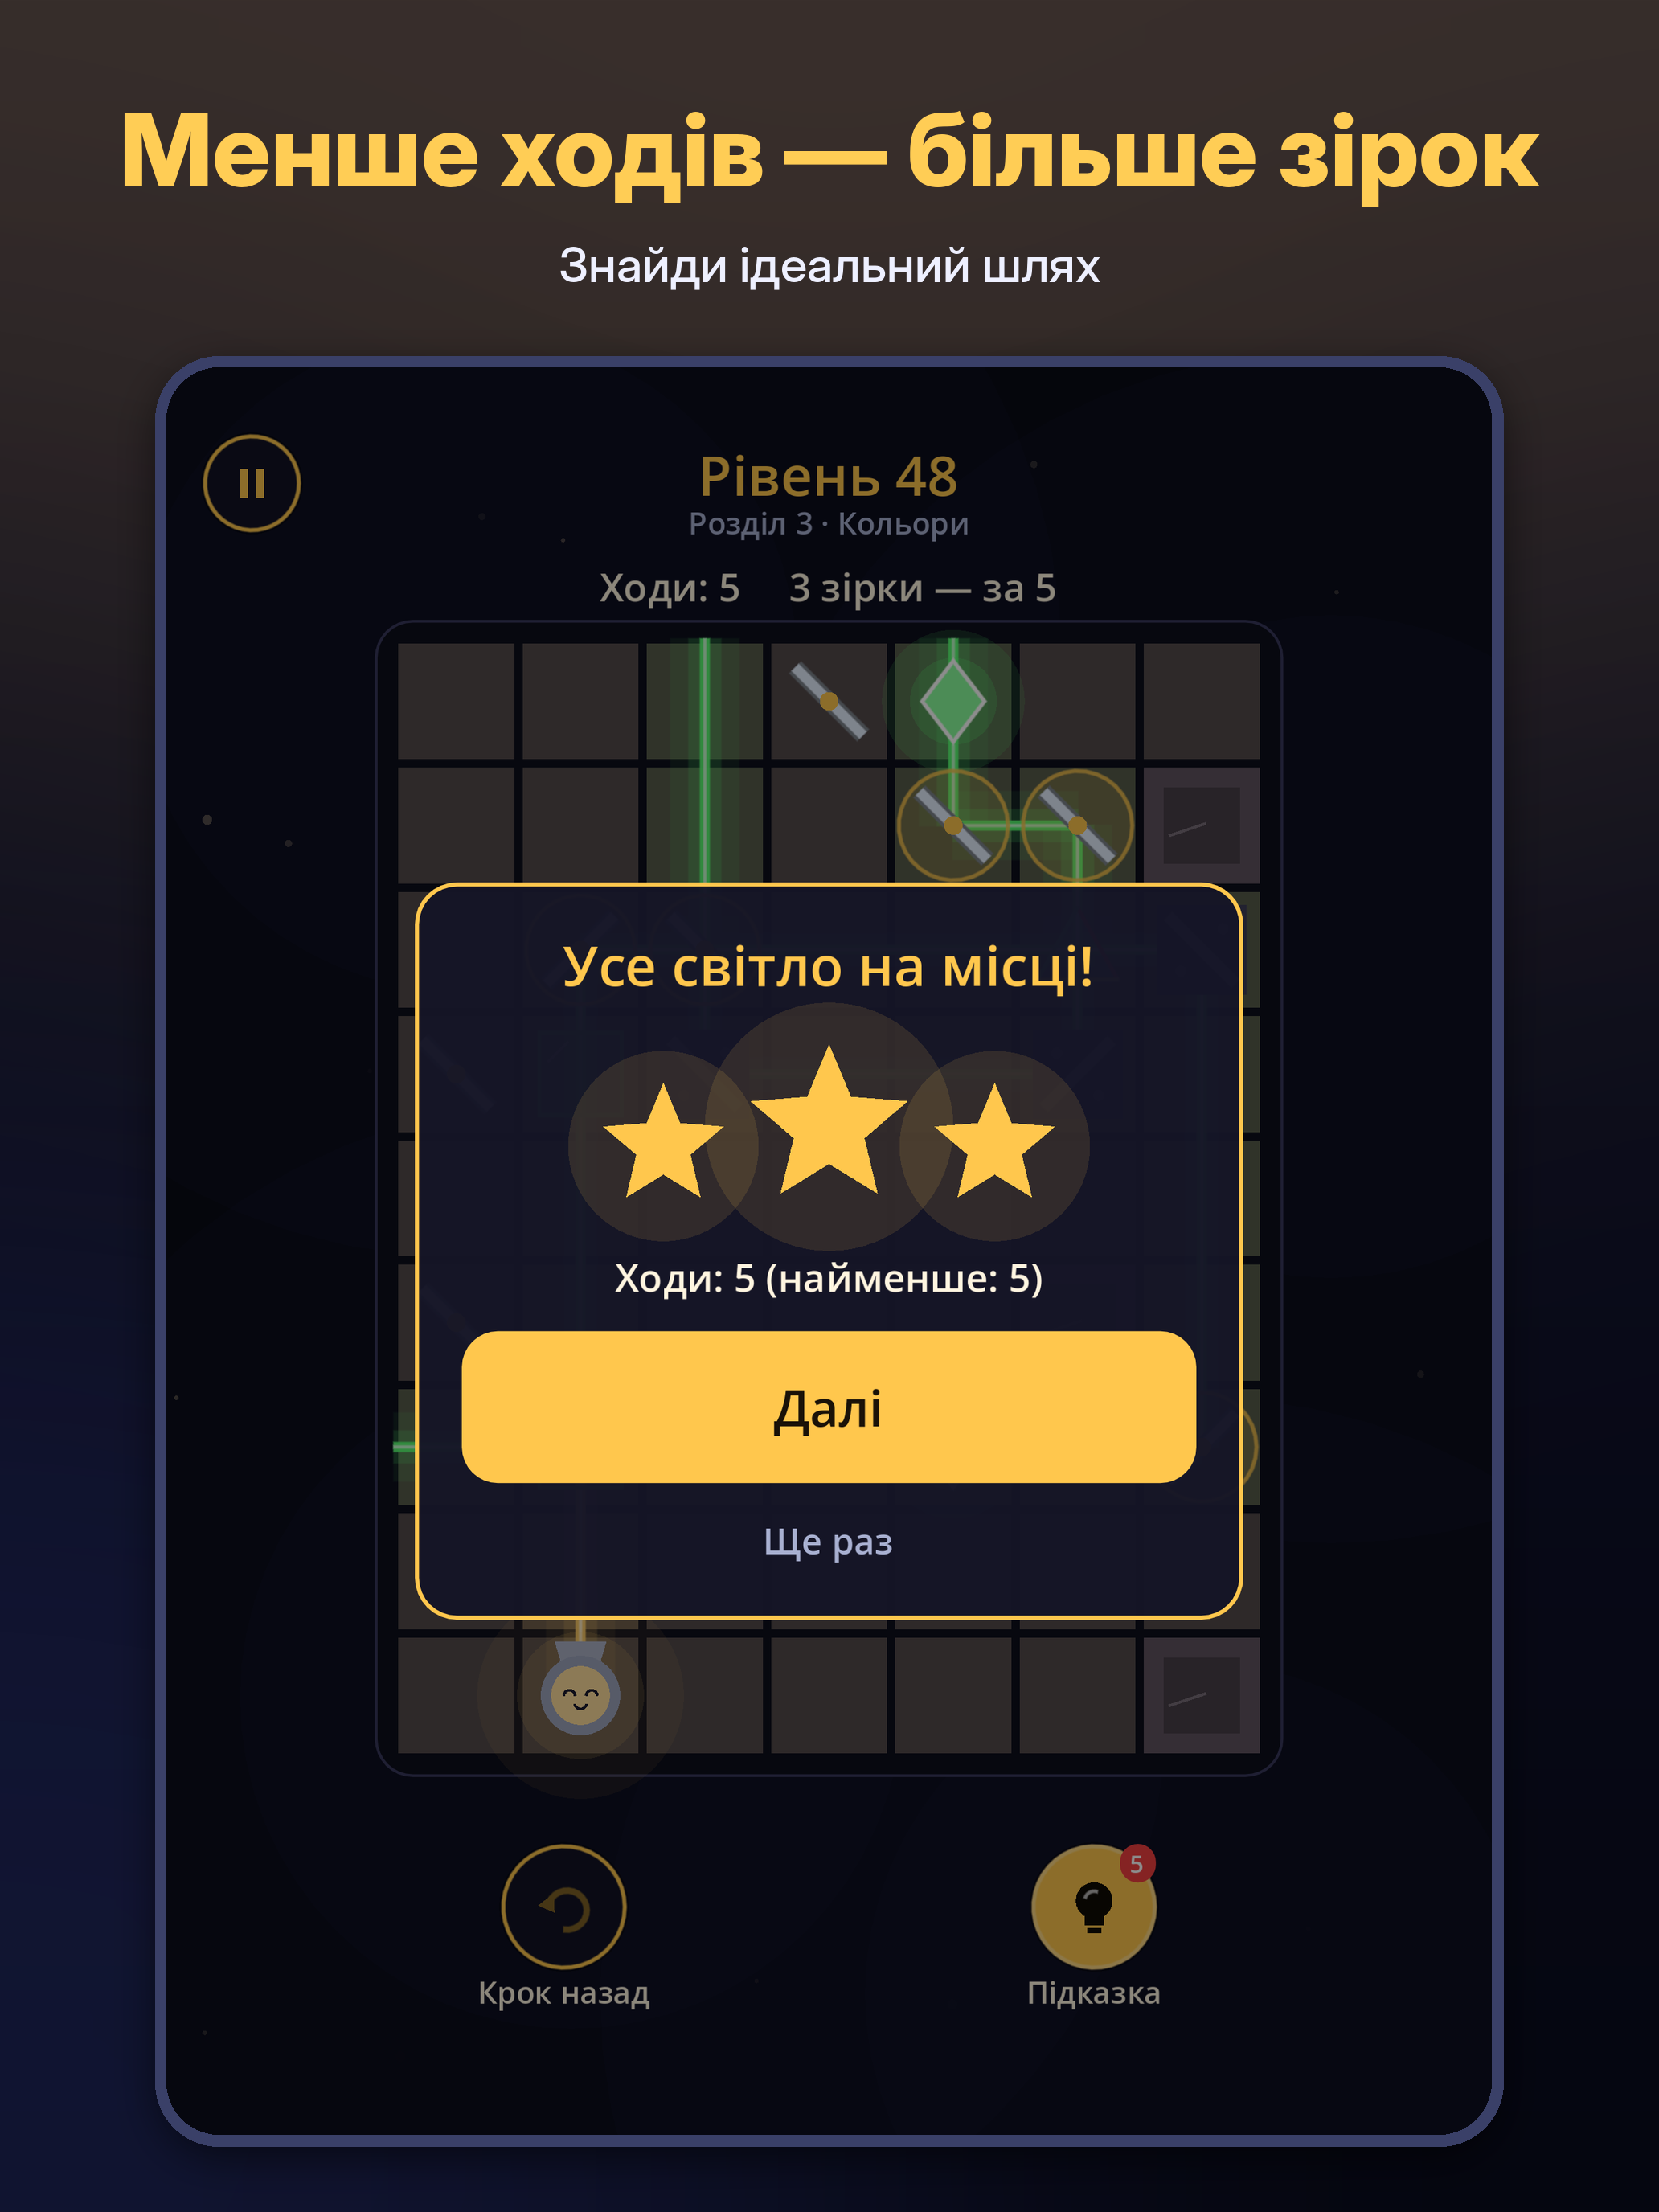 Менше ходів — більше зірок
Знайди ідеальний шлях
Рівень 48
Розділ 3 · Кольори
Ходи: 5 3 зірки — за 5
Усе світло на місці!
Ходи: 5 (найменше: 5)
Далі
Ще раз
5
Крок назад
Підказка